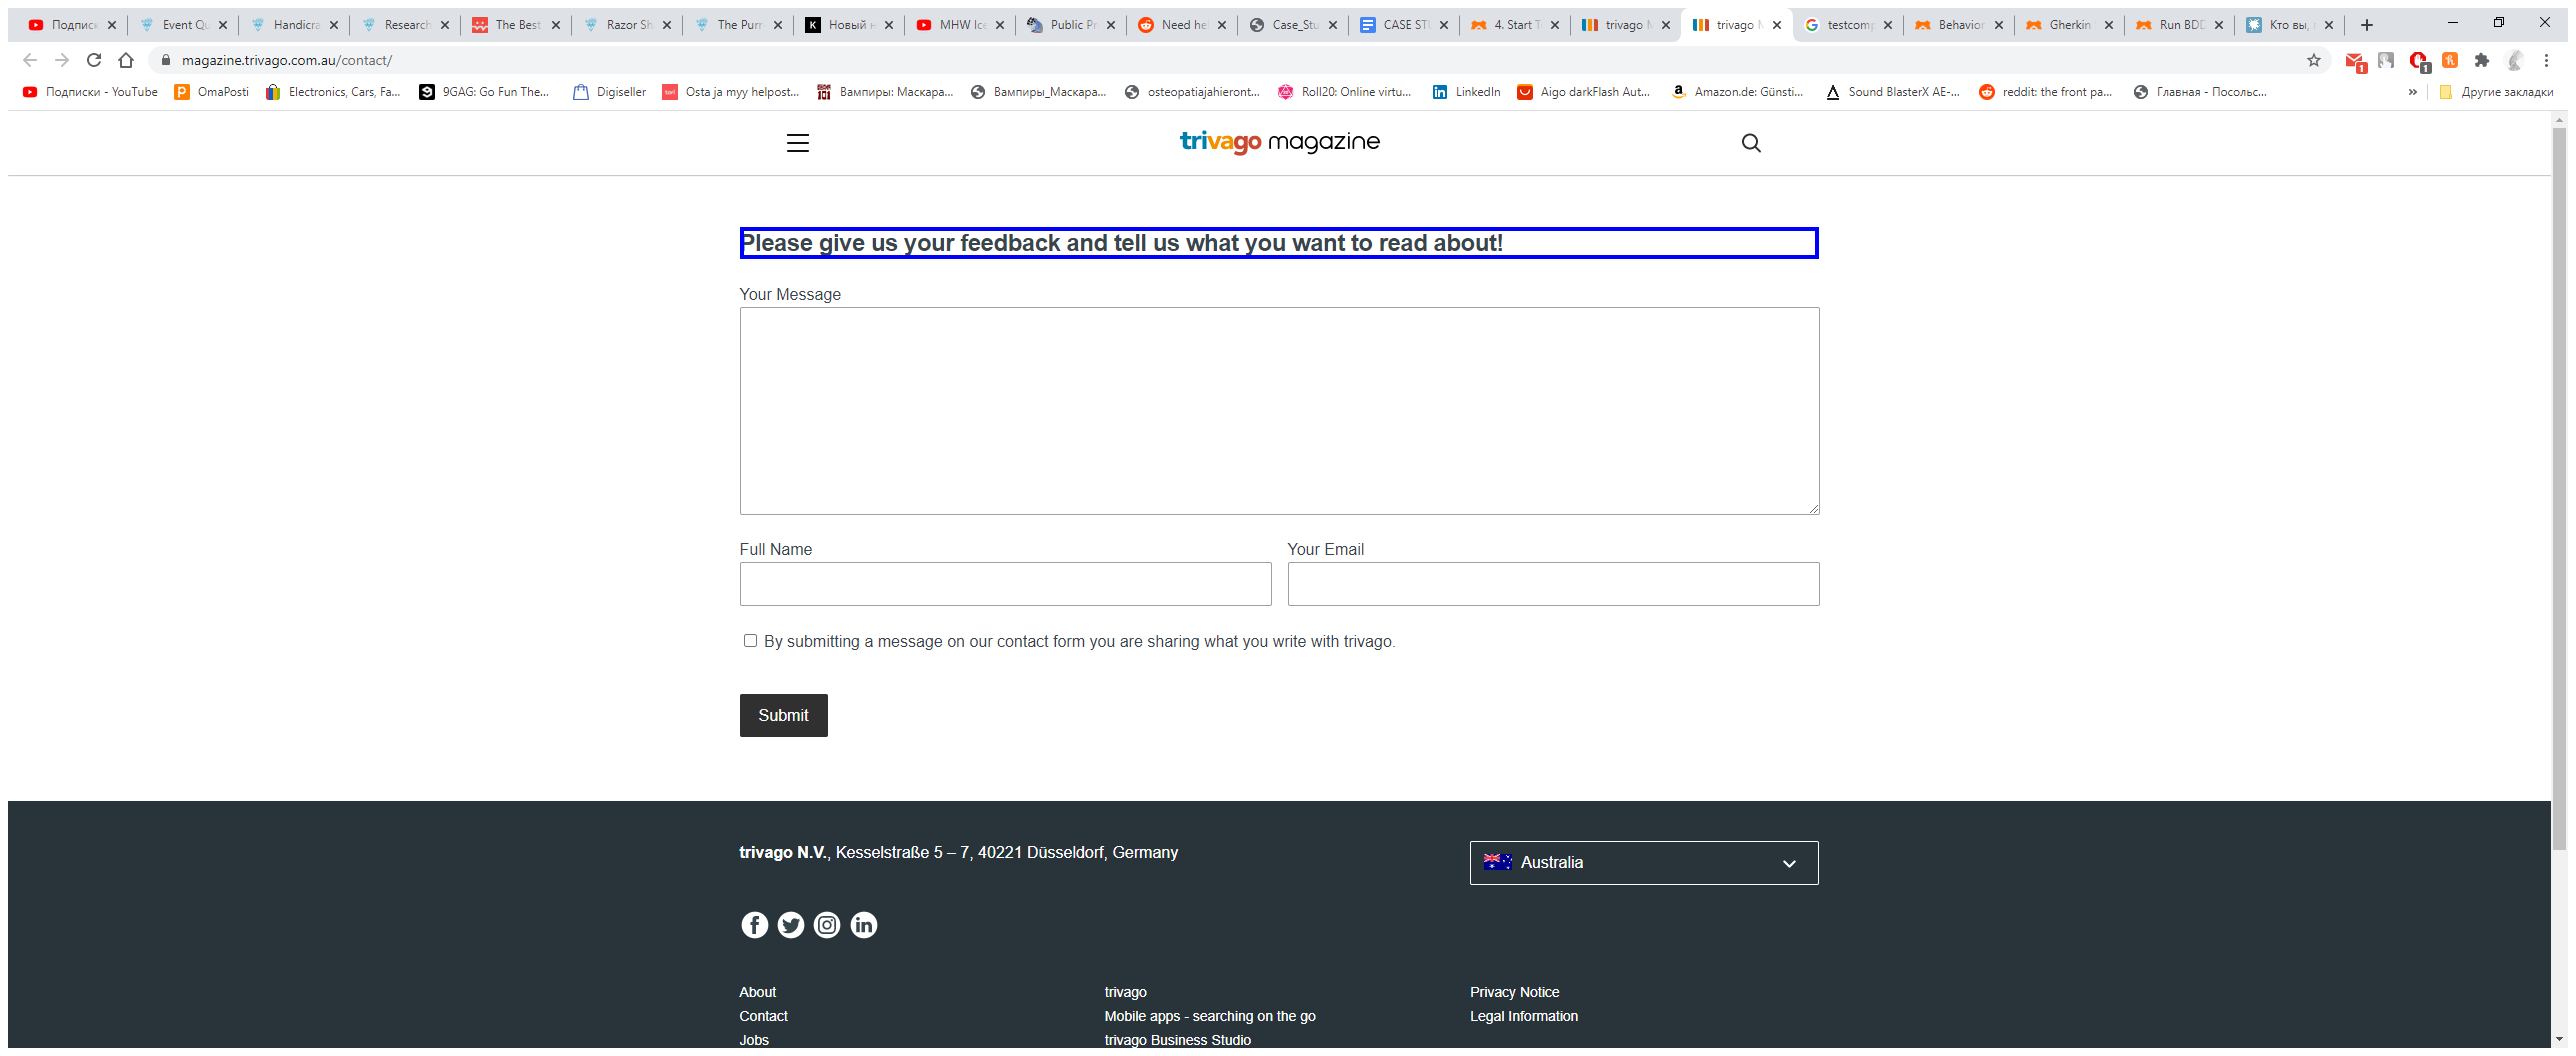 Подписк Event Qu Handicra Research The Best Razor Sh The Purr Новый н MHW Ice Public Pr Need hel Case_Stu CASE STU 4. Start T trivago M trivago M testcomp Behavior Gherkin Run BDD Кто вы,
magazine.trivago.com.au/contact/
Подписки - YouTube OmaPosti Electronics, Cars, Fa... 9GAG: Go Fun The... Digiseller Osta ja myy helpost... Вампиры: Маскара... Вампиры_Маскара... osteopatiajahieront... Roll20: Online virtu... LinkedIn Aigo darkFlash Aut... Amazon.de: Günsti... Sound BlasterX AE-... reddit: the front pa... Главная - Посольс... » Другие закладки
trivago magazine
Please give us your feedback and tell us what you want to read about!
Your Message
Full Name Your Email
By submitting a message on our contact form you are sharing what you write with trivago.
Submit
trivago N.V., Kesselstraße 5 – 7, 40221 Düsseldorf, Germany
Australia
About trivago Privacy Notice
Contact Mobile apps - searching on the go Legal Information
Jobs trivago Business Studio